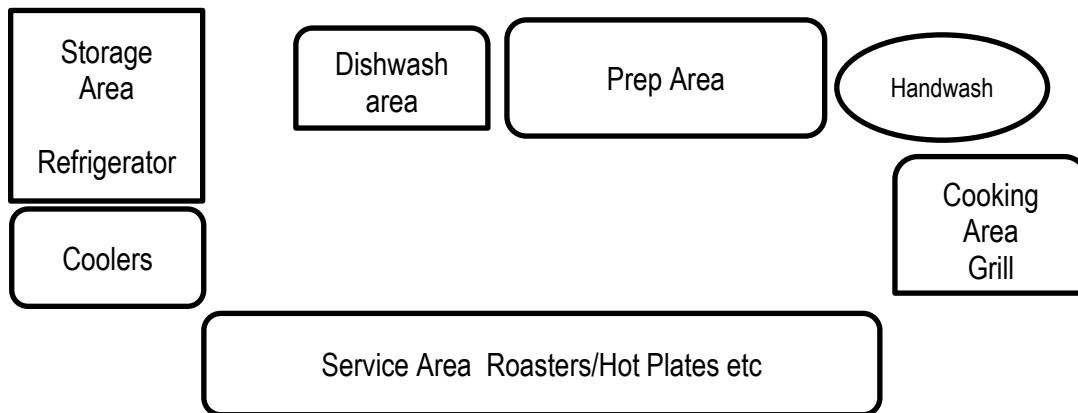 Storage
Area
Refrigerator
Dishwash
area
Prep Area
Handwash
Cooking
Area
Grill
Coolers
Service Area  Roasters/Hot Plates etc